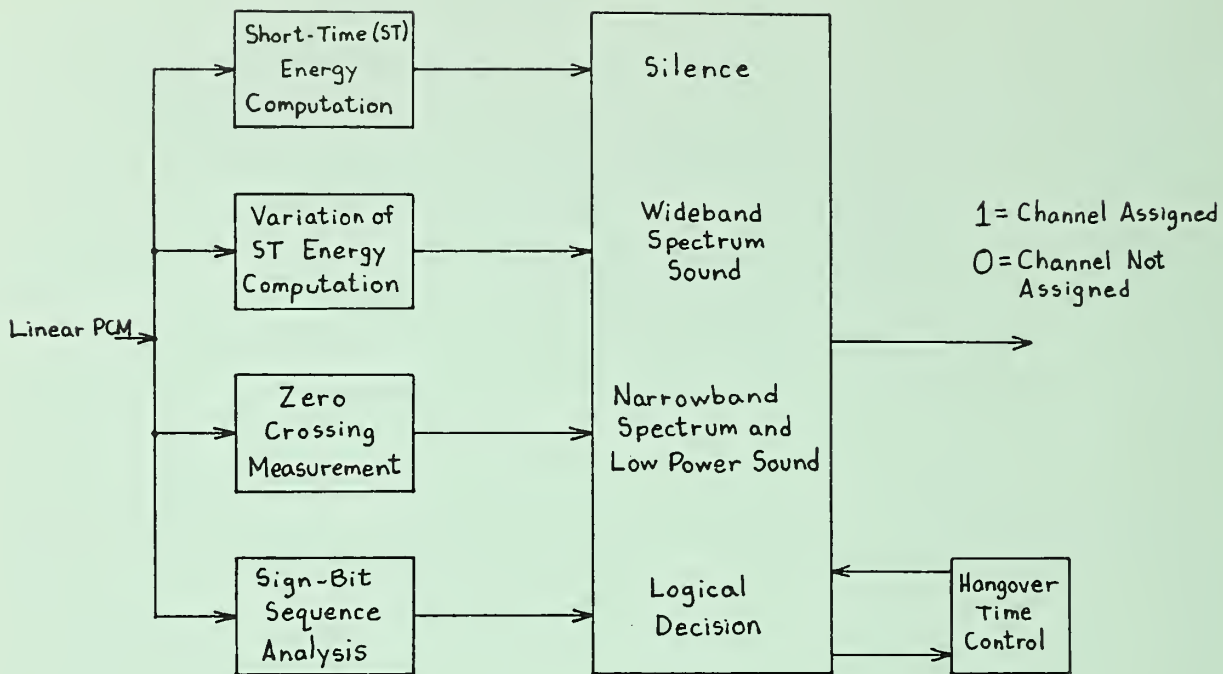 Short-Time (ST)
Energy
Computation
Variation of
ST Energy
Computation
Linear PCM
Zero
Crossing
Measurement
Sign-Bit
Sequence
Analysis
Silence
Wideband
Spectrum
Sound
Narrowband
Spectrum and
Low Power Sound
Logical
Decision
1 = Channel Assigned
0 = Channel Not
Assigned
Hangover
Time
Control